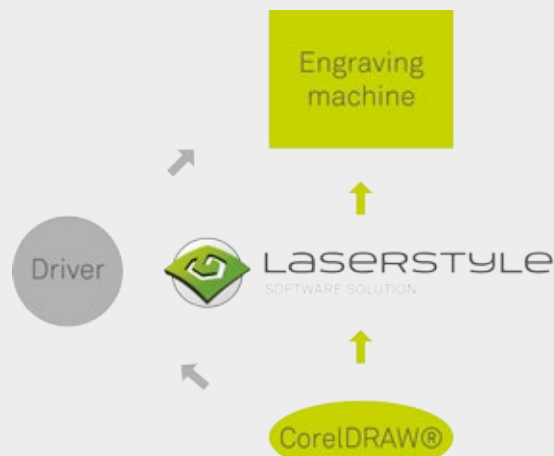 Engraving
machine
Driver
LASERSTYLE
SOFTWARE SOLUTION
CorelDRAW®